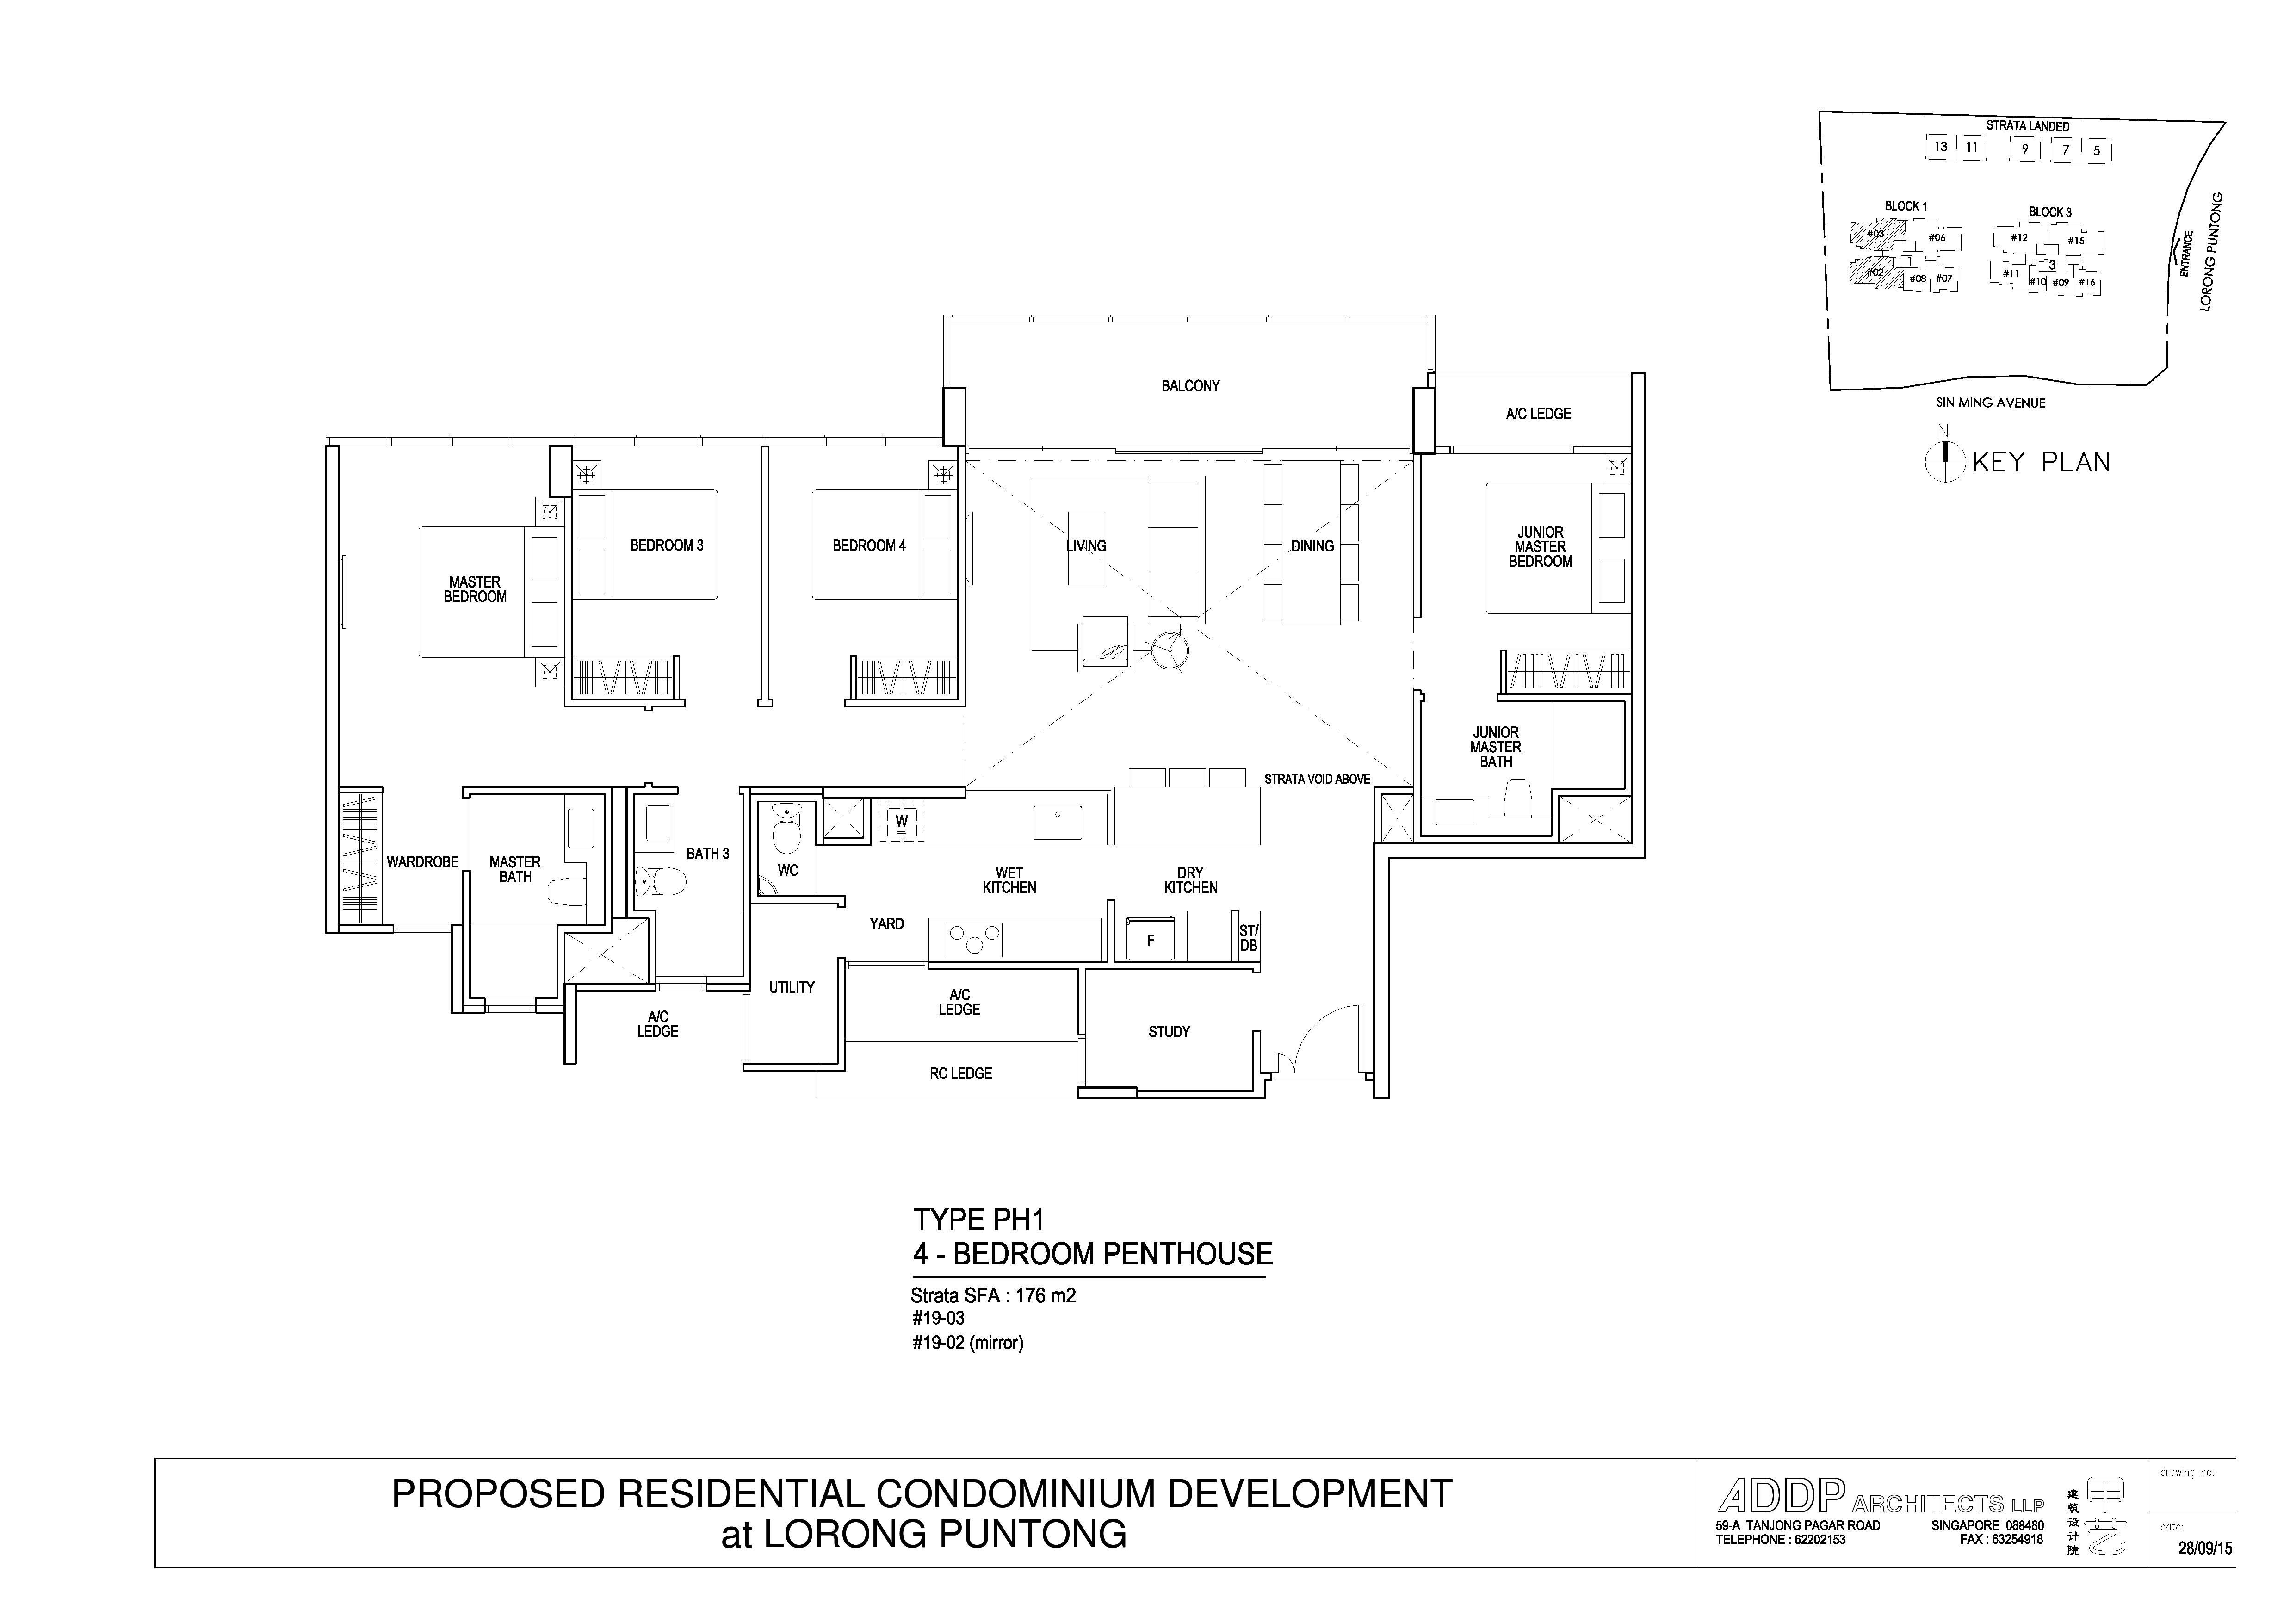 STRATA LANDED
13
11
9
7
5
BLOCK 1
BLOCK 3
#03
#06
#12
#15
1
3
#02
#08
#07
#11
#10
#09
#16
ENTRANCE
LORONG PUNTONG
SIN MING AVENUE
N
KEY PLAN
BALCONY
A/C LEDGE
MASTER
BEDROOM
BEDROOM 3
BEDROOM 4
LIVING
DINING
JUNIOR
MASTER
BEDROOM
JUNIOR
MASTER
BATH
STRATA VOID ABOVE
WARDROBE
MASTER
BATH
BATH 3
WC
W
WET
KITCHEN
DRY
KITCHEN
YARD
F
ST/
DB
UTILITY
A/C
LEDGE
A/C
LEDGE
STUDY
RC LEDGE
TYPE PH1
4 - BEDROOM PENTHOUSE
Strata SFA : 176 m2
#19-03
#19-02 (mirror)
PROPOSED RESIDENTIAL CONDOMINIUM DEVELOPMENT
at LORONG PUNTONG
ADDP ARCHITECTS LLP
59-A TANJONG PAGAR ROAD SINGAPORE 088480
TELEPHONE : 62202153 FAX : 63254918
建筑设计院
甲艺
drawing no.:
date:
28/09/15